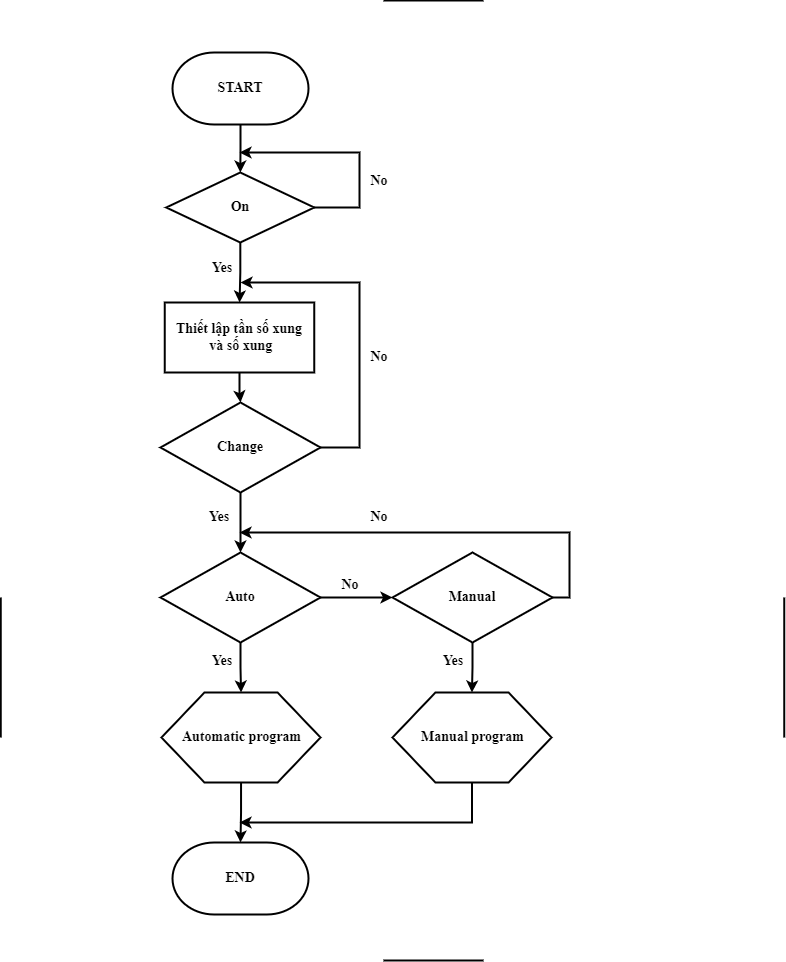 START
No
On
Yes
Thiết lập tần số xung
và số xung
No
Change
Yes
No
Auto
No
Manual
Yes
Yes
Automatic program
Manual program
END